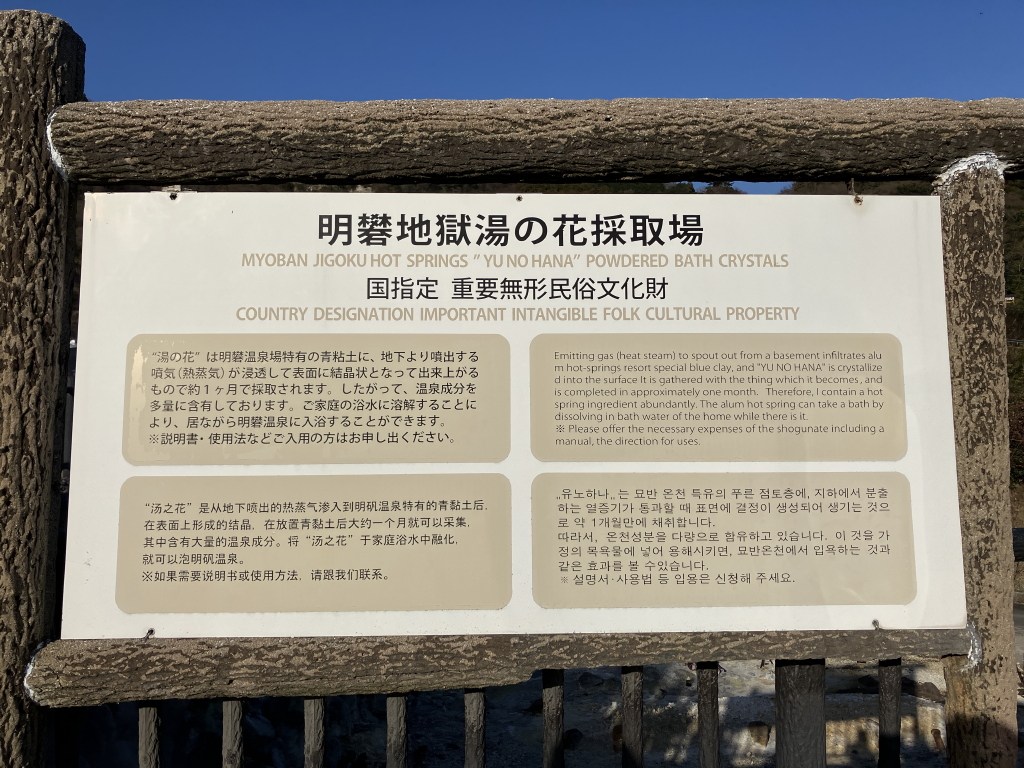 明礬地獄湯の花採取場
MYOBAN JIGOKU HOT SPRINGS " YU NO HANA" POWDERED BATH CRYSTALS
国指定 重要無形民俗文化財
COUNTRY DESIGNATION IMPORTANT INTANGIBLE FOLK CULTURAL PROPERTY
“湯の花”は明礬温泉場特有の青粘土に、地下より噴出する
噴気(熱蒸気)が浸透して表面に結晶状となって出来上がる
もので約1ヶ月で採取されます。したがって、温泉成分を
多量に含有しております。ご家庭の浴水に溶解することに
より、居ながら明礬温泉に入浴することができます。
※説明書・使用法などご入用の方はお申し出ください。
Emitting gas (heat steam) to spout out from a basement infiltrates alu
m hot-springs resort special blue clay, and "YU NO HANA" is crystallize
d into the surface It is gathered with the thing which it becomes , and
is completed in approximately one month. Therefore, I contain a hot
spring ingredient abundantly. The alum hot spring can take a bath by
dissolving in bath water of the home while there is it.
※ Please offer the necessary expenses of the shogunate including a
manual, the direction for uses.
“汤之花”是从地下喷出的热蒸气渗入到明矾温泉特有的青黏土后,
在表面上形成的结晶, 在放置青黏土后大约一个月就可以采集,
其中含有大量的温泉成分。将“汤之花”于家庭浴水中融化,
就可以泡明矾温泉。
※如果需要说明书或使用方法, 请跟我们联系。
„유노하나„는 묘반 온천 특유의 푸른 점토층에, 지하에서 분출
하는 열증기가 통과할 때 표면에 결정이 생성되어 생기는 것으
로 약 1개월만에 채취합니다.
따라서, 온천성분을 다량으로 함유하고 있습니다. 이 것을 가
정의 목욕물에 넣어 용해시키면, 묘반온천에서 입욕하는 것과
같은 효과를 볼 수있습니다.
※ 설명서·사용법 등 입용은 신청해 주세요.